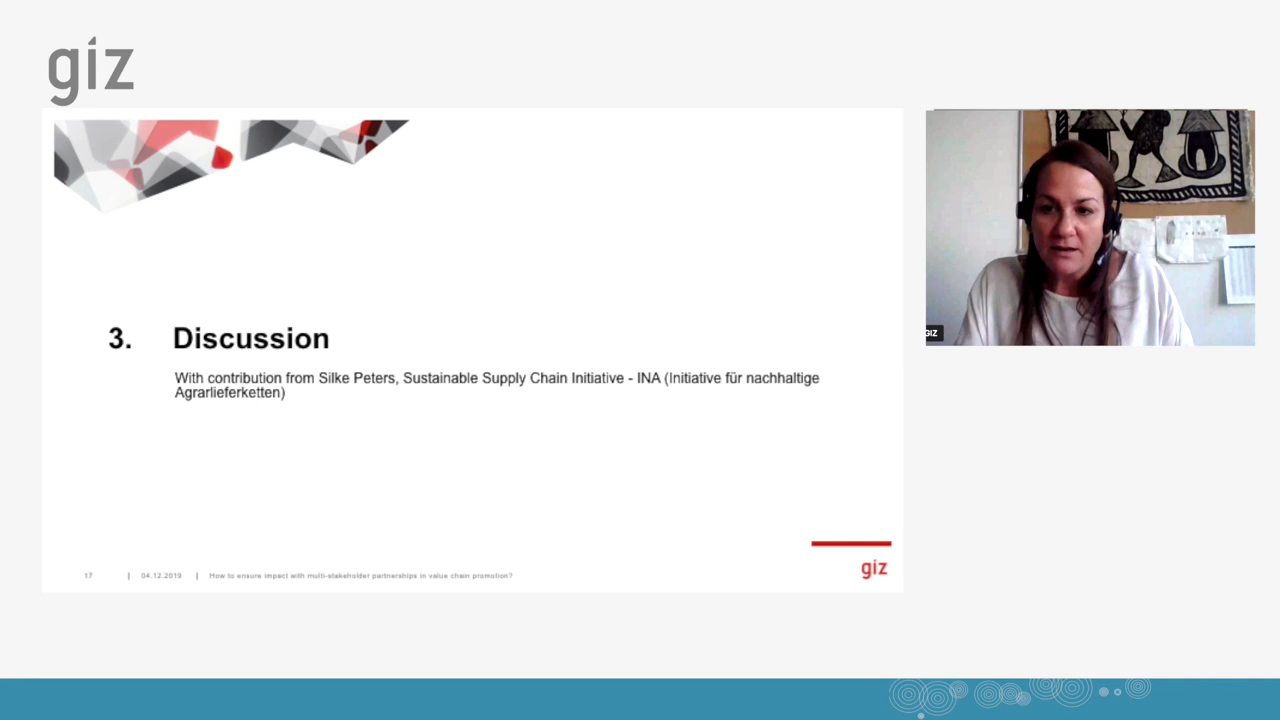 giz
3. Discussion
With contribution from Silke Peters, Sustainable Supply Chain Initiative - INA (Initiative für nachhaltige
Agrarlieferketten)
GIZ
giz
17 | 04.12.2019 | How to ensure impact with multi-stakeholder partnerships in value chain promotion?